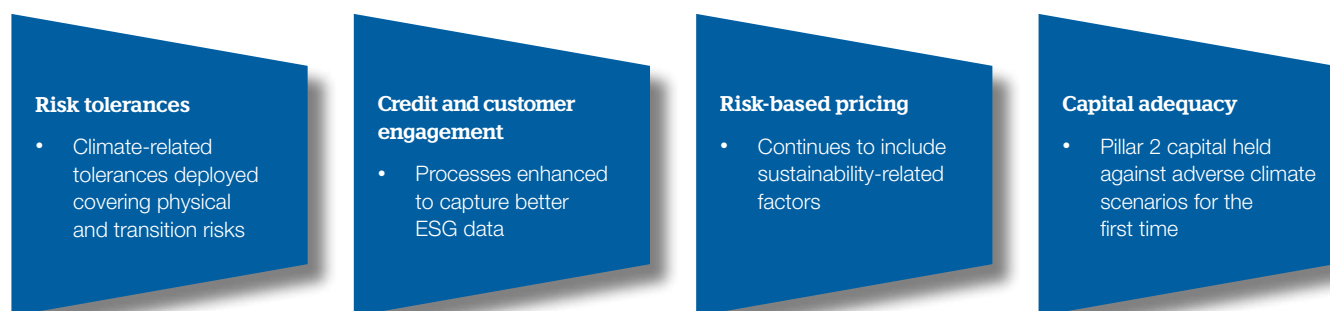 Risk tolerances
• Climate-related
tolerances deployed
covering physical
and transition risks
Credit and customer
engagement
• Processes enhanced
to capture better
ESG data
Risk-based pricing
• Continues to include
sustainability-related
factors
Capital adequacy
• Pillar 2 capital held
against adverse climate
scenarios for the
first time